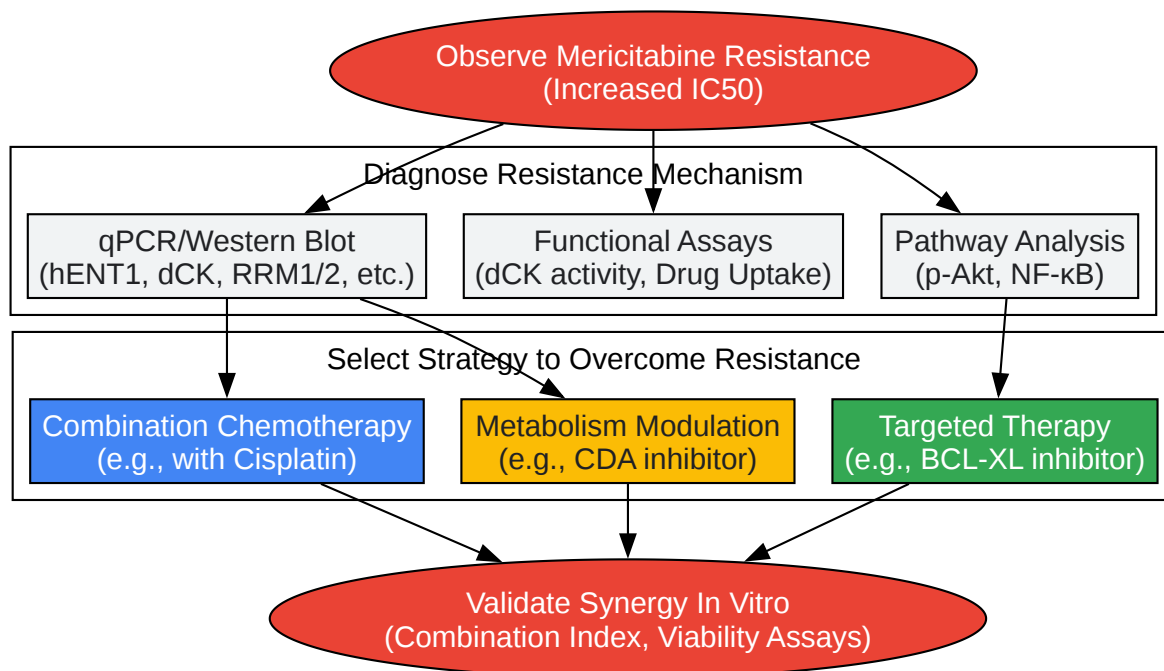 Observe Mericitabine Resistance
(Increased IC50)
Diagnose Resistance Mechanism
qPCR/Western Blot
(hENT1, dCK, RRM1/2, etc.)
Functional Assays
(dCK activity, Drug Uptake)
Pathway Analysis
(p-Akt, NF-κB)
Select Strategy to Overcome Resistance
Combination Chemotherapy
(e.g., with Cisplatin)
Metabolism Modulation
(e.g., CDA inhibitor)
Targeted Therapy
(e.g., BCL-XL inhibitor)
Validate Synergy In Vitro
(Combination Index, Viability Assays)